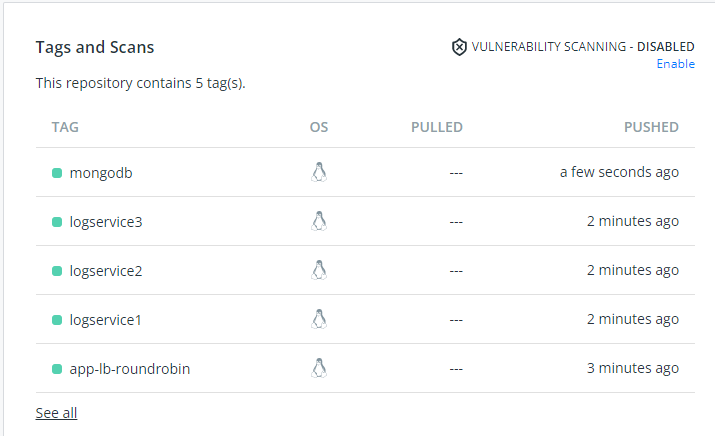 Tags and Scans
VULNERABILITY SCANNING - DISABLED
Enable
This repository contains 5 tag(s).
TAG OS PULLED PUSHED
mongodb --- a few seconds ago
logservice3 --- 2 minutes ago
logservice2 --- 2 minutes ago
logservice1 --- 2 minutes ago
app-lb-roundrobin --- 3 minutes ago
See all